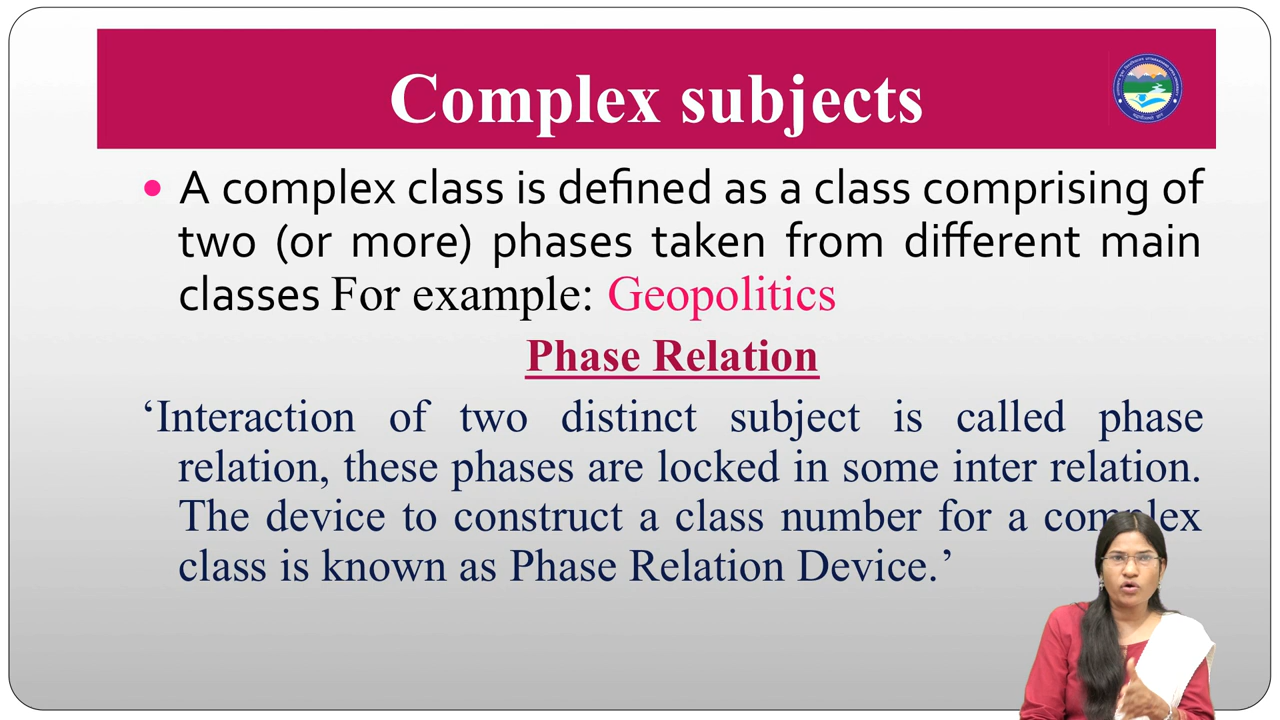 Complex subjects
• A complex class is defined as a class comprising of
two (or more) phases taken from different main
classes For example: Geopolitics
Phase Relation
‘Interaction of two distinct subject is called phase
relation, these phases are locked in some inter relation.
The device to construct a class number for a complex
class is known as Phase Relation Device.’